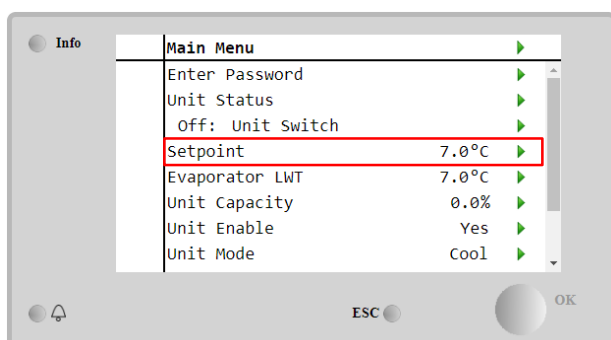 Info
Main Menu
Enter Password
Unit Status
Off: Unit Switch
Setpoint 7.0°C
Evaporator LWT 7.0°C
Unit Capacity 0.0%
Unit Enable Yes
Unit Mode Cool
ESC OK